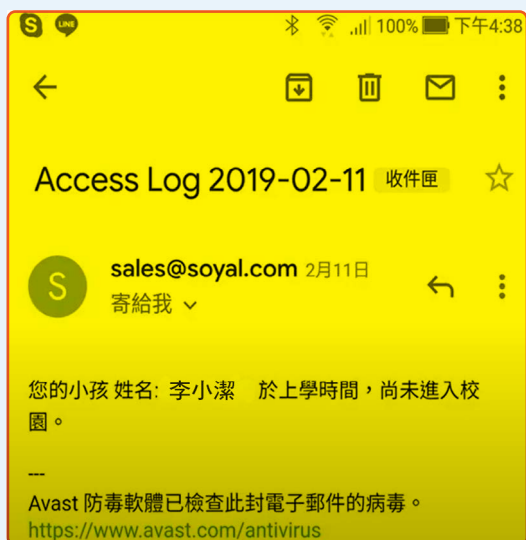 S LINE 100% 下午4:38
Access Log 2019-02-11 收件匣
S
sales@soyal.com 2月11日
寄給我
您的小孩 姓名: 李小潔 於上學時間，尚未進入校
園。
---
Avast 防毒軟體已檢查此封電子郵件的病毒。
https://www.avast.com/antivirus